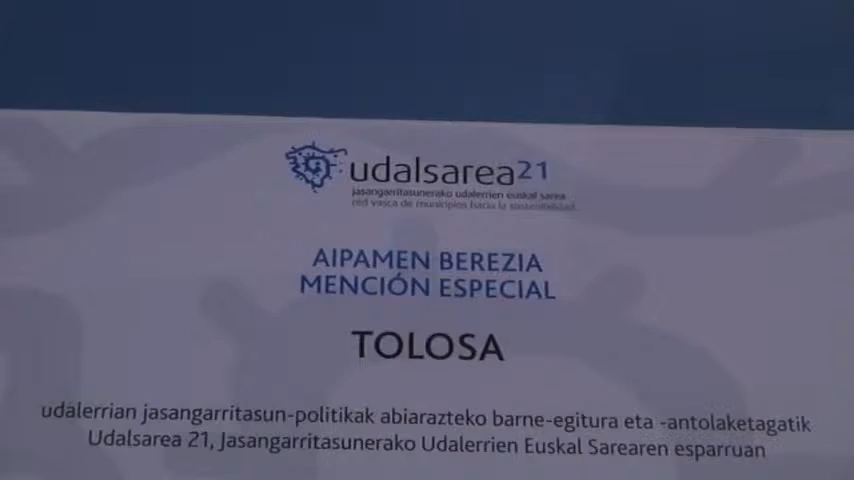 udalsarea21
jasangarritasunerako udalerrien euskal sarea
red vasca de municipios hacia la sostenibilidad
AIPAMEN BEREZIA
MENCIÓN ESPECIAL
TOLOSA
udalerrian jasangarritasun-politikak abiarazteko barne-egitura eta -antolaketagatik
Udalsarea 21, Jasangarritasunerako Udalerrien Euskal Sarearen esparruan